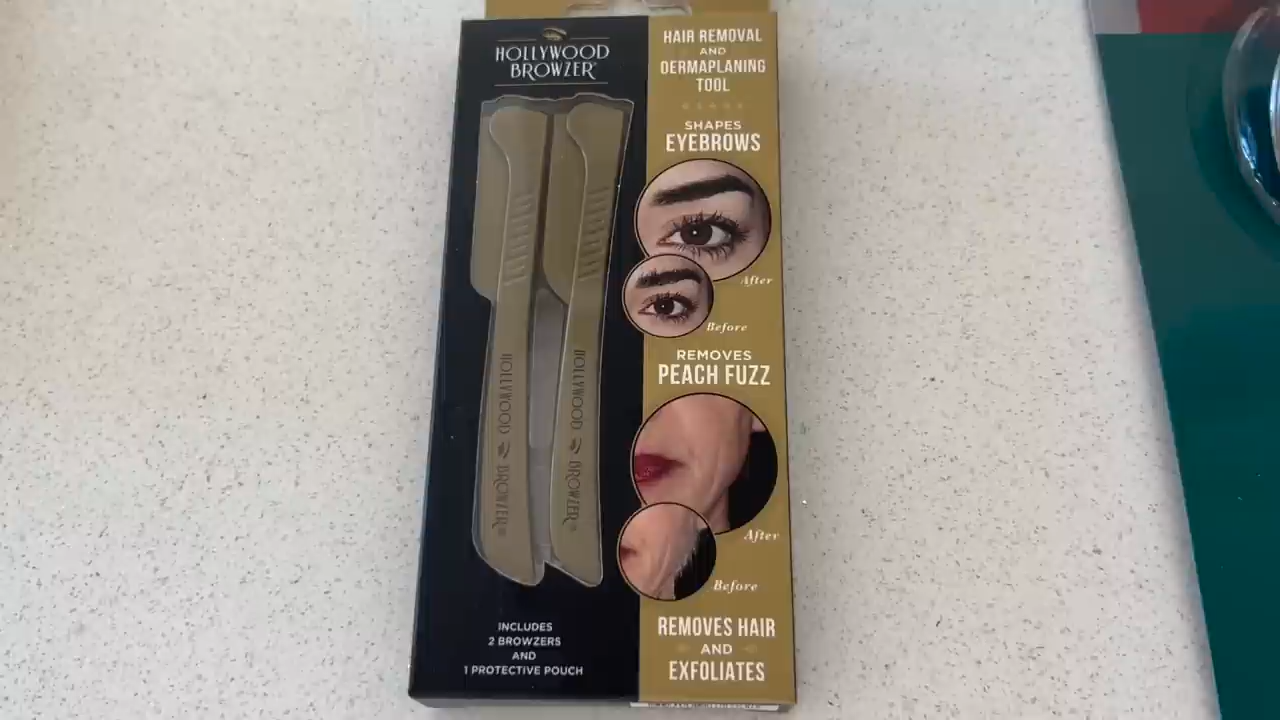 HOLLYWOOD
BROWZER®
HOLLYWOOD BROWZER
HOLLYWOOD BROWZER
INCLUDES
2 BROWZERS
AND
1 PROTECTIVE POUCH
HAIR REMOVAL
AND
DERMAPLANING
TOOL
SHAPES
EYEBROWS
After
Before
REMOVES
PEACH FUZZ
After
Before
REMOVES HAIR
AND
EXFOLIATES